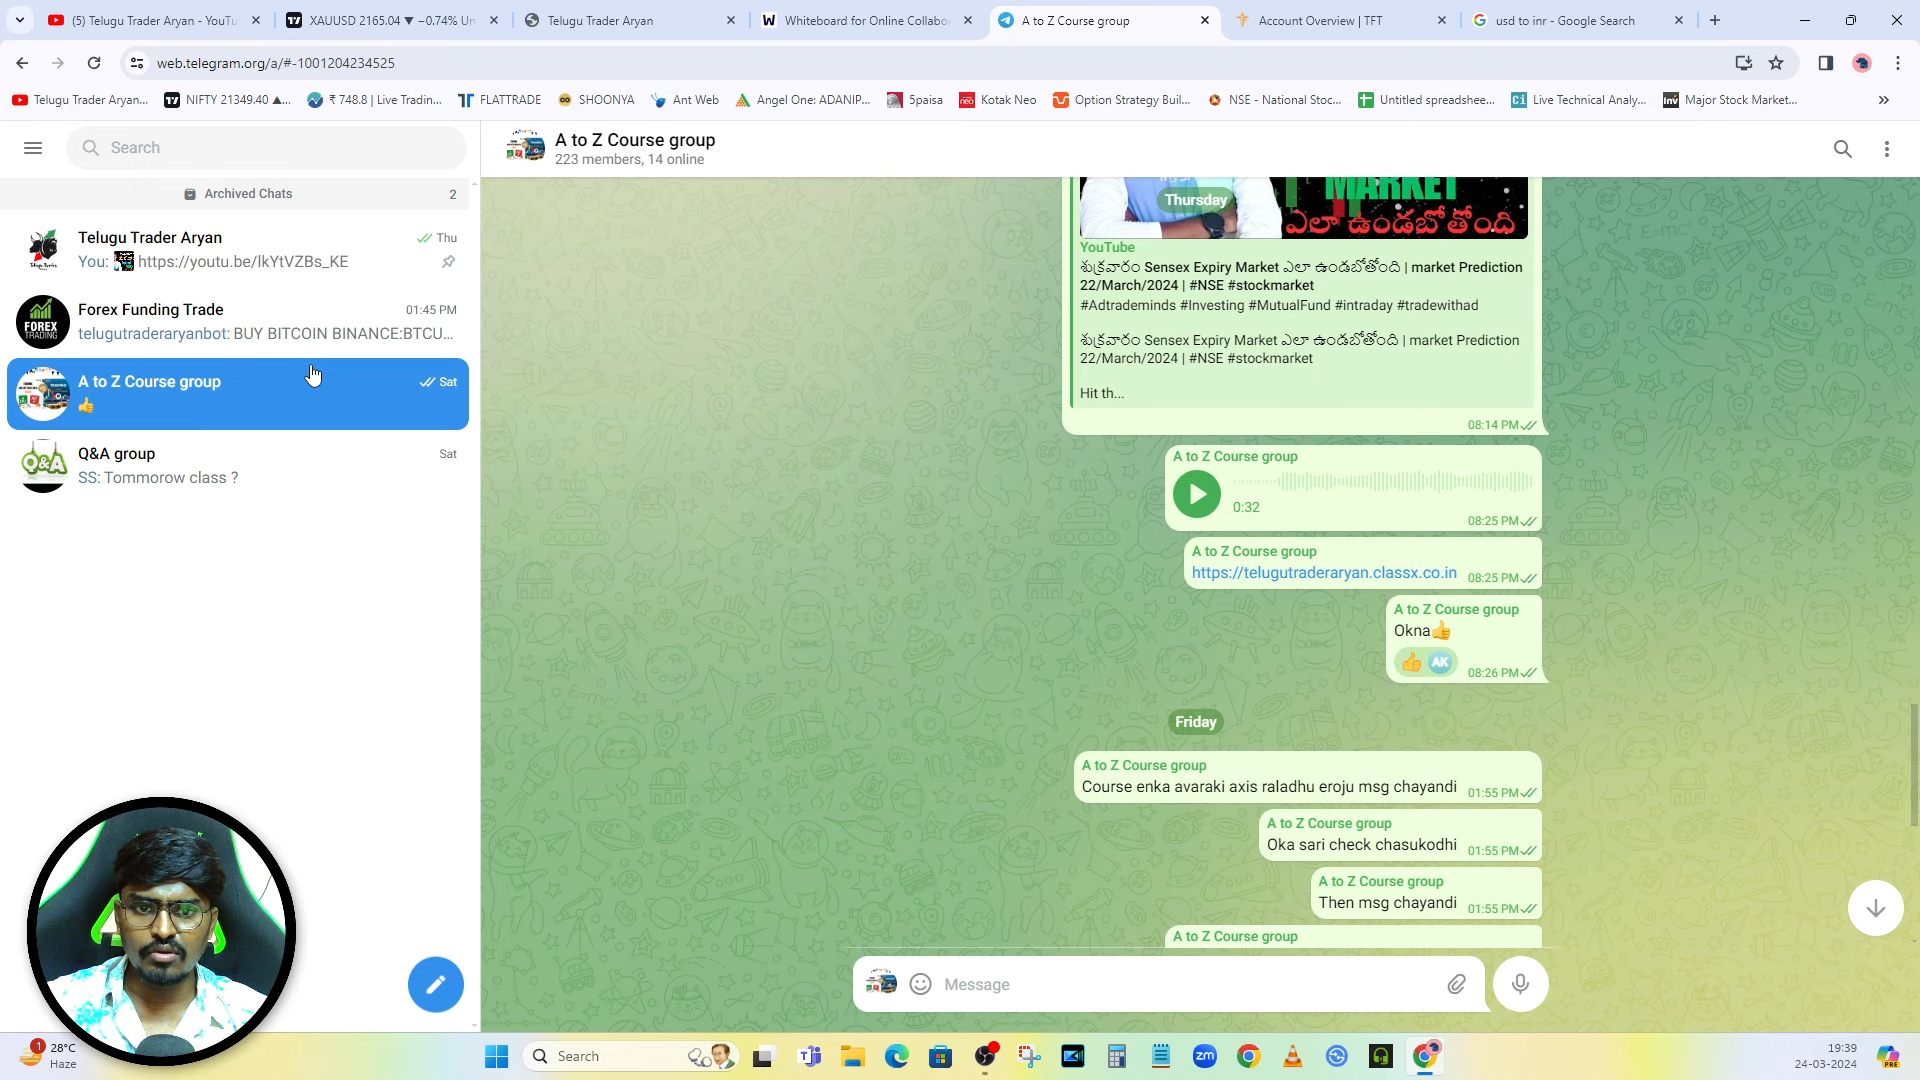 (5) Telugu Trader Aryan - YouTu
XAUUSD 2165.04 ▼ −0.74% Un
Telugu Trader Aryan
Whiteboard for Online Collabo
A to Z Course group
Account Overview | TFT
usd to inr - Google Search
web.telegram.org/a/#-1001204234525
Telugu Trader Aryan...
NIFTY 21349.40 ▲...
₹ 748.8 | Live Tradin...
FLATTRADE
SHOONYA
Ant Web
Angel One: ADANIP...
5paisa
Kotak Neo
Option Strategy Buil...
NSE - National Stoc...
Untitled spreadshee...
Live Technical Analy...
Major Stock Market...
Search
Archived Chats
2
Telugu Trader Aryan
Thu
You: https://youtu.be/lkYtVZBs_KE
Forex Funding Trade
01:45 PM
telugutraderaryanbot: BUY BITCOIN BINANCE:BTCU...
FOREX
TRADING
A to Z Course group
Sat
👍
Q&A group
Sat
SS: Tommorow class ?
Q&A
A to Z Course group
223 members, 14 online
MARKET
Thursday
ఎలా ఉండబోతోంది
YouTube
శుక్రవారం Sensex Expiry Market ఎలా ఉండబోతోంది | market Prediction
22/March/2024 | #NSE #stockmarket
#Adtrademinds #Investing #MutualFund #intraday #tradewithad
శుక్రవారం Sensex Expiry Market ఎలా ఉండబోతోంది | market Prediction
22/March/2024 | #NSE #stockmarket
Hit th...
08:14 PM
A to Z Course group
0:32
08:25 PM
A to Z Course group
https://telugutraderaryan.classx.co.in
08:25 PM
A to Z Course group
Okna👍
👍 AK
08:26 PM
Friday
A to Z Course group
Course enka avaraki axis raladhu eroju msg chayandi
01:55 PM
A to Z Course group
Oka sari check chasukodhi
01:55 PM
A to Z Course group
Then msg chayandi
01:55 PM
A to Z Course group
Message
1
28°C
Haze
Search
zm
19:39
24-03-2024
PRE